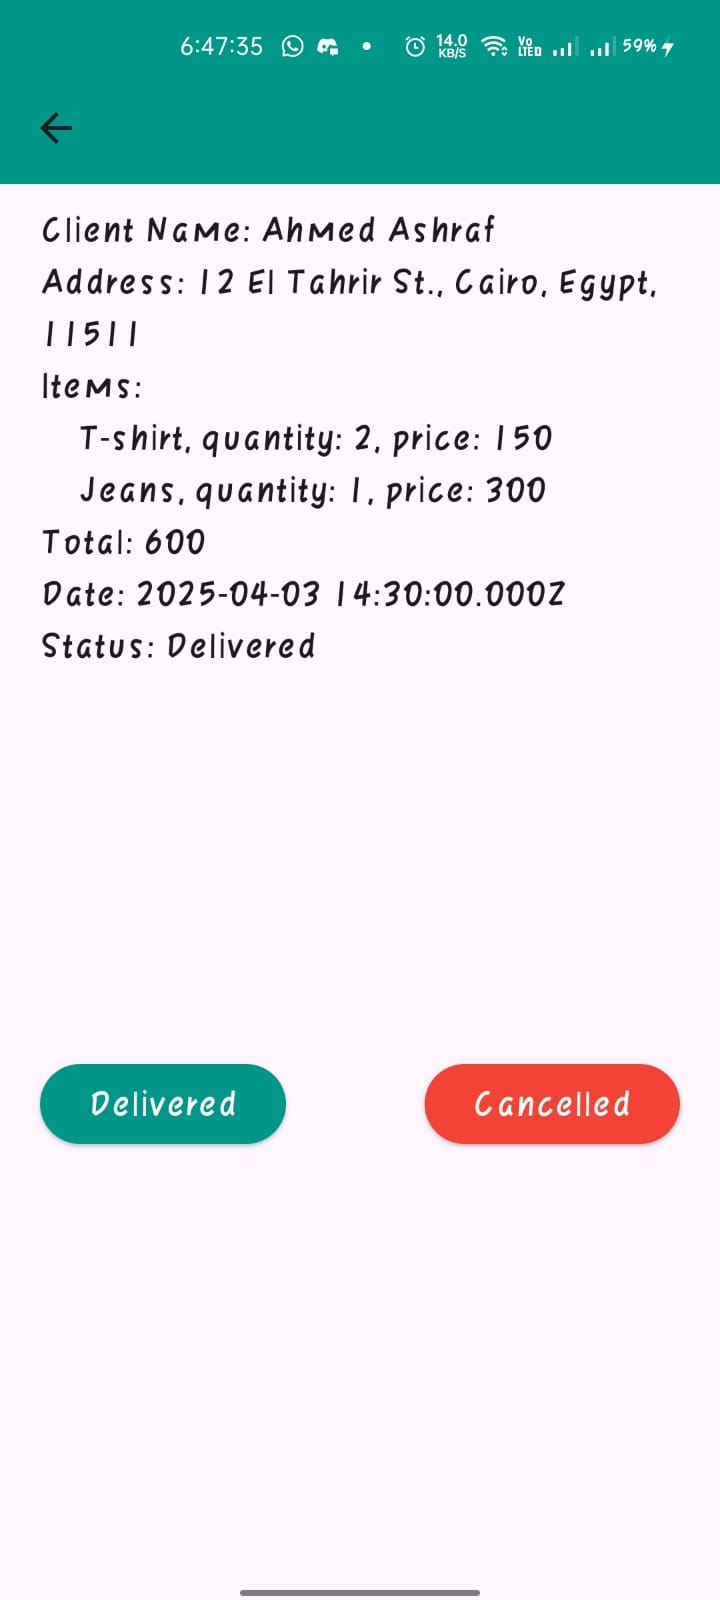 6:47:35 14.0 KB/S Vo LTE 59%
Client Name: Ahmed Ashraf
Address: 12 El Tahrir St., Cairo, Egypt,
11511
Items:
T-shirt, quantity: 2, price: 150
Jeans, quantity: 1, price: 300
Total: 600
Date: 2025-04-03 14:30:00.000Z
Status: Delivered
Delivered Cancelled